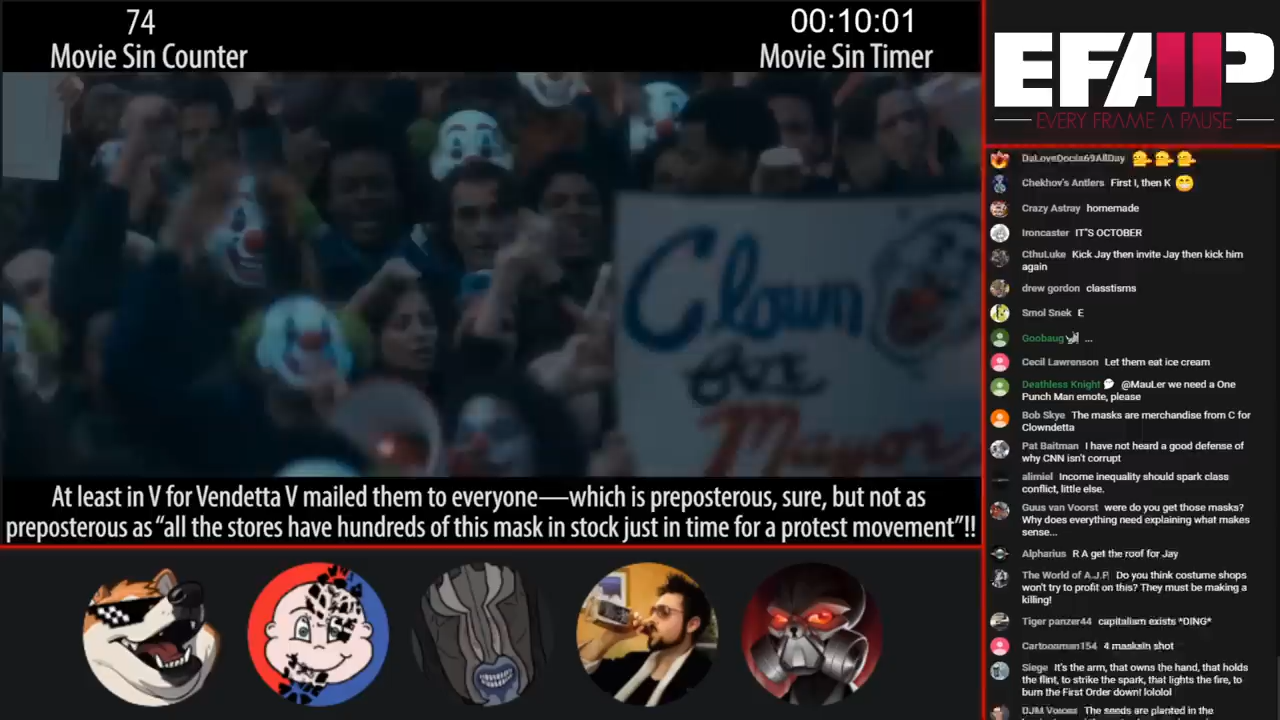 74
Movie Sin Counter
00:10:01
Movie Sin Timer
EFAP
EVERY FRAME A PAUSE
Clown
Mayor
At least in V for Vendetta V mailed them to everyone—which is preposterous, sure, but not as
preposterous as “all the stores have hundreds of this mask in stock just in time for a protest movement”!!
Chekhov's Antlers First I, then K
Crazy Astray homemade
Ironcaster IT"S OCTOBER
CthuLuke Kick Jay then invite Jay then kick him
again
drew gordon classtisms
Smol Snek E
Goobaug ...
Cecil Lawrenson Let them eat ice cream
Deathless Knight @MauLer we need a One
Punch Man emote, please
Bob Skye The masks are merchandise from C for
Clowndetta
Pat Baitman I have not heard a good defense of
why CNN isn't corrupt
alimiel Income inequality should spark class
conflict, little else.
Guus van Voorst were do you get those masks?
Why does everything need explaining what makes
sense...
Alpharius R A get the roof for Jay
The World of A.J.P. Do you think costume shops
won't try to profit on this? They must be making a
killing!
Tiger panzer44 capitalism exists *DING*
Cartoonman154 4 maskain shot
Siege It's the arm, that owns the hand, that holds
the flint, to strike the spark, that lights the fire, to
burn the First Order down! lololol
DJM Voices The seeds are planted in the